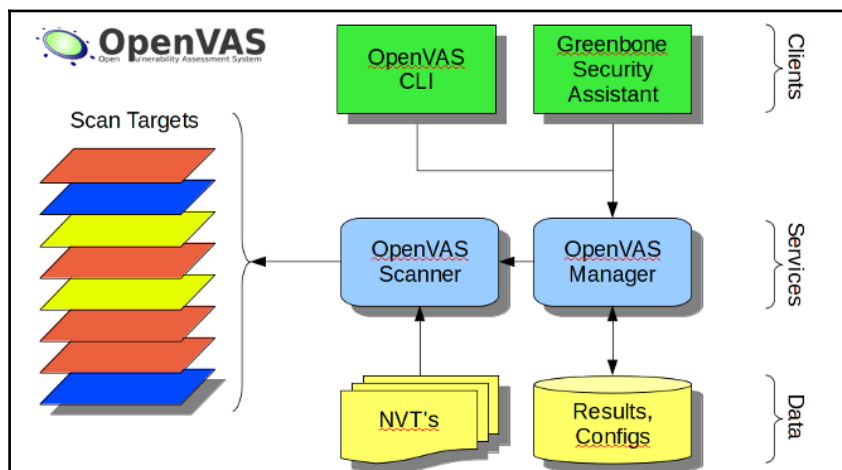 OpenVAS
Open Vulnerability Assessment System
OpenVAS
CLI
Greenbone
Security
Assistant
Clients
Scan Targets
OpenVAS
Scanner
OpenVAS
Manager
Services
NVT's
Results,
Configs
Data